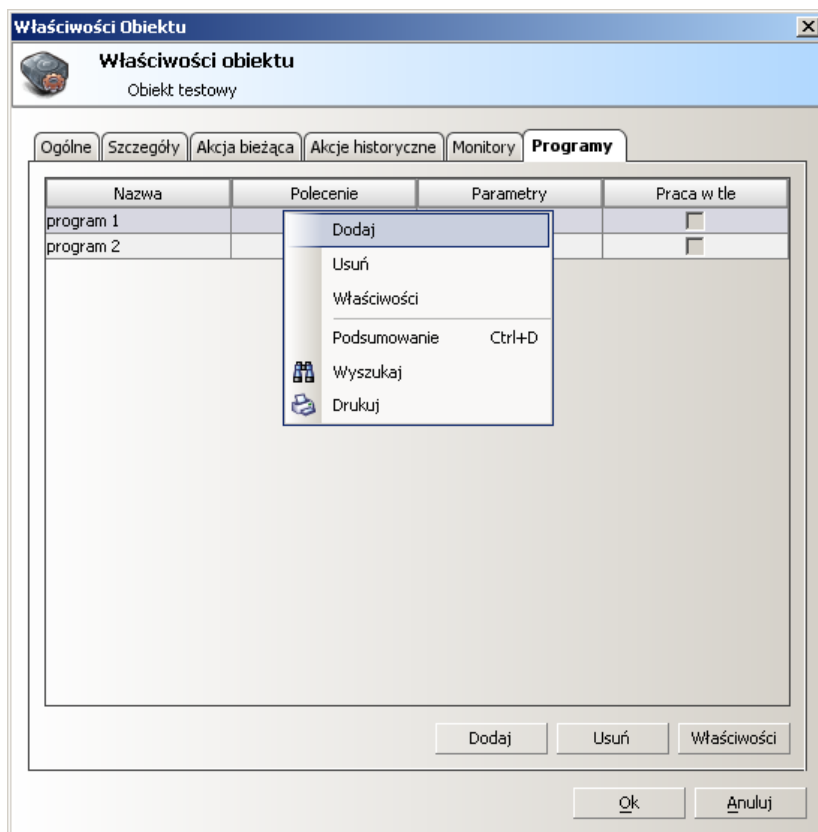 Właściwości Obiektu
Właściwości obiektu
Obiekt testowy
Ogólne Szczegóły Akcja bieżąca Akcje historyczne Monitory Programy
Nazwa Polecenie Parametry Praca w tle
program 1
program 2
Dodaj
Usuń
Właściwości
Podsumowanie Ctrl+D
Wyszukaj
Drukuj
Dodaj Usuń Właściwości
Ok Anuluj